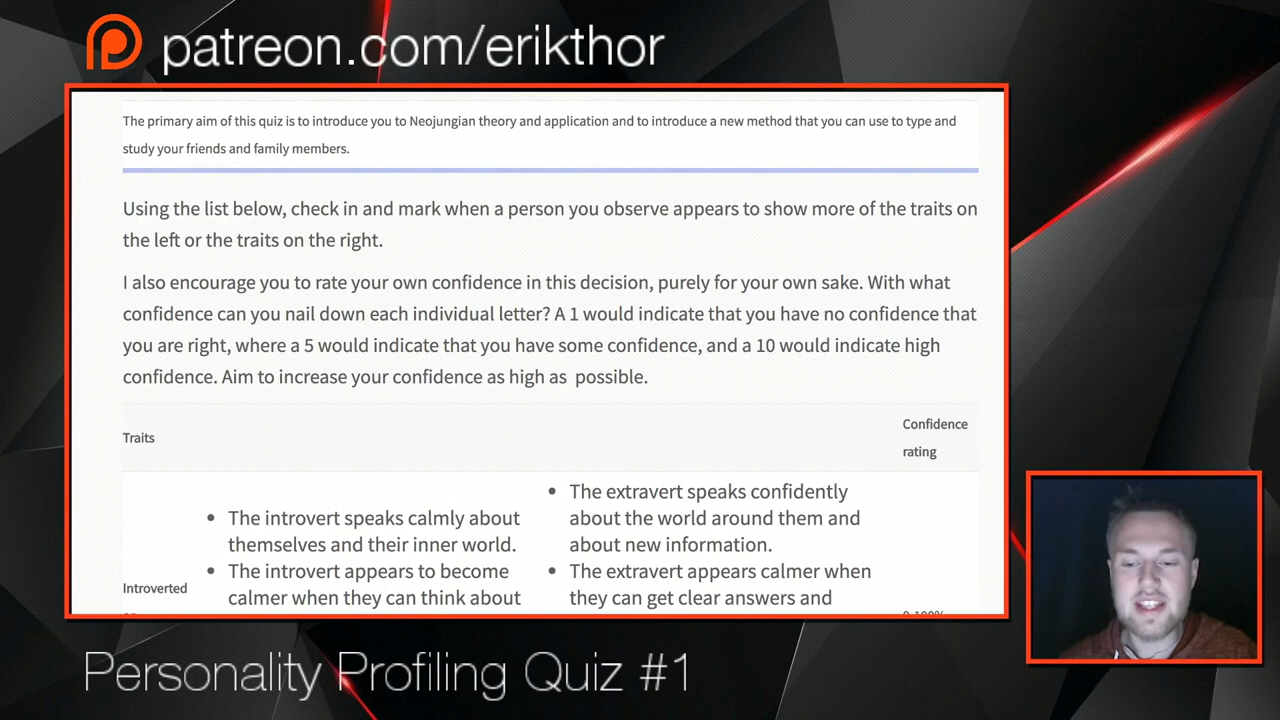 patreon.com/erikthor
The primary aim of this quiz is to introduce you to Neojungian theory and application and to introduce a new method that you can use to type and
study your friends and family members.
Using the list below, check in and mark when a person you observe appears to show more of the traits on
the left or the traits on the right.
I also encourage you to rate your own confidence in this decision, purely for your own sake. With what
confidence can you nail down each individual letter? A 1 would indicate that you have no confidence that
you are right, where a 5 would indicate that you have some confidence, and a 10 would indicate high
confidence. Aim to increase your confidence as high as possible.
Traits
Confidence
rating
Introverted
• The introvert speaks calmly about
themselves and their inner world.
• The introvert appears to become
calmer when they can think about
• The extravert speaks confidently
about the world around them and
about new information.
• The extravert appears calmer when
they can get clear answers and
Personality Profiling Quiz #1